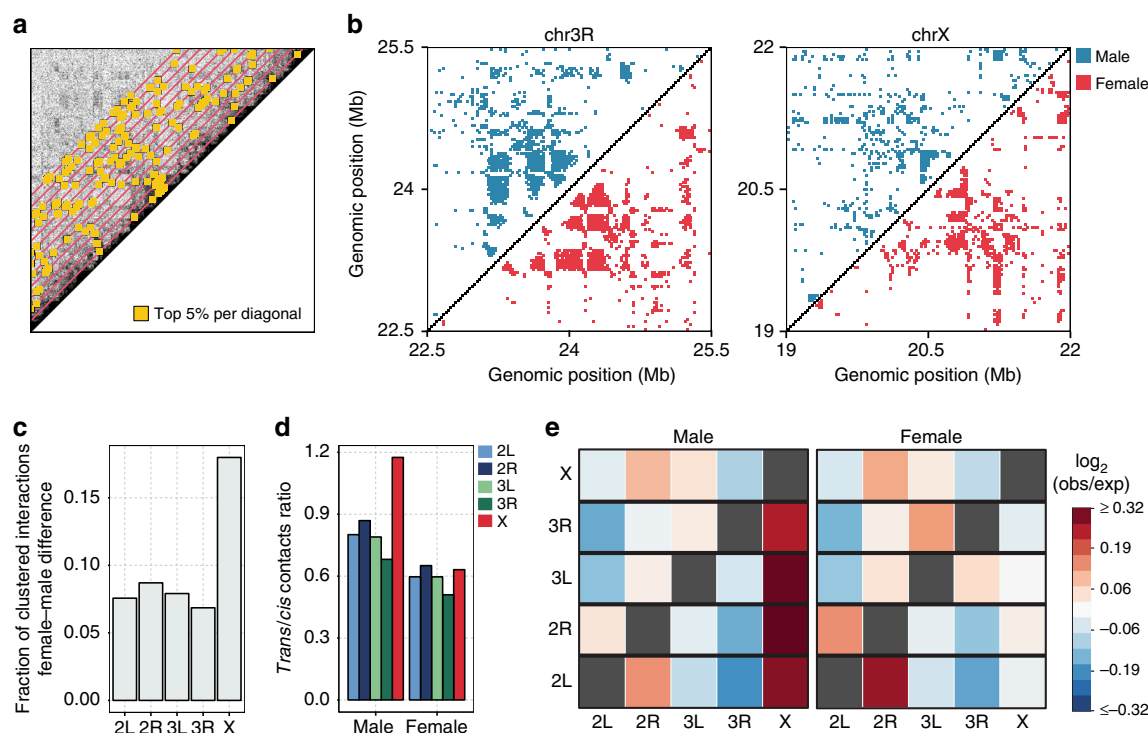 a
Top 5% per diagonal
b
chr3R
chrX
Male
Female
Genomic position (Mb)
25.5
24
22.5
22.5
24
25.5
Genomic position (Mb)
Genomic position (Mb)
22
20.5
19
19
20.5
22
Genomic position (Mb)
c
Fraction of clustered interactions
female–male difference
0.15
0.10
0.05
0.00
2L 2R 3L 3R X
d
Trans/cis contacts ratio
1.2
0.9
0.6
0.3
0.0
Male Female
2L
2R
3L
3R
X
e
Male
Female
X
3R
3L
2R
2L
2L 2R 3L 3R X
2L 2R 3L 3R X
log2
(obs/exp)
≥ 0.32
0.19
0.06
–0.06
–0.19
≤–0.32